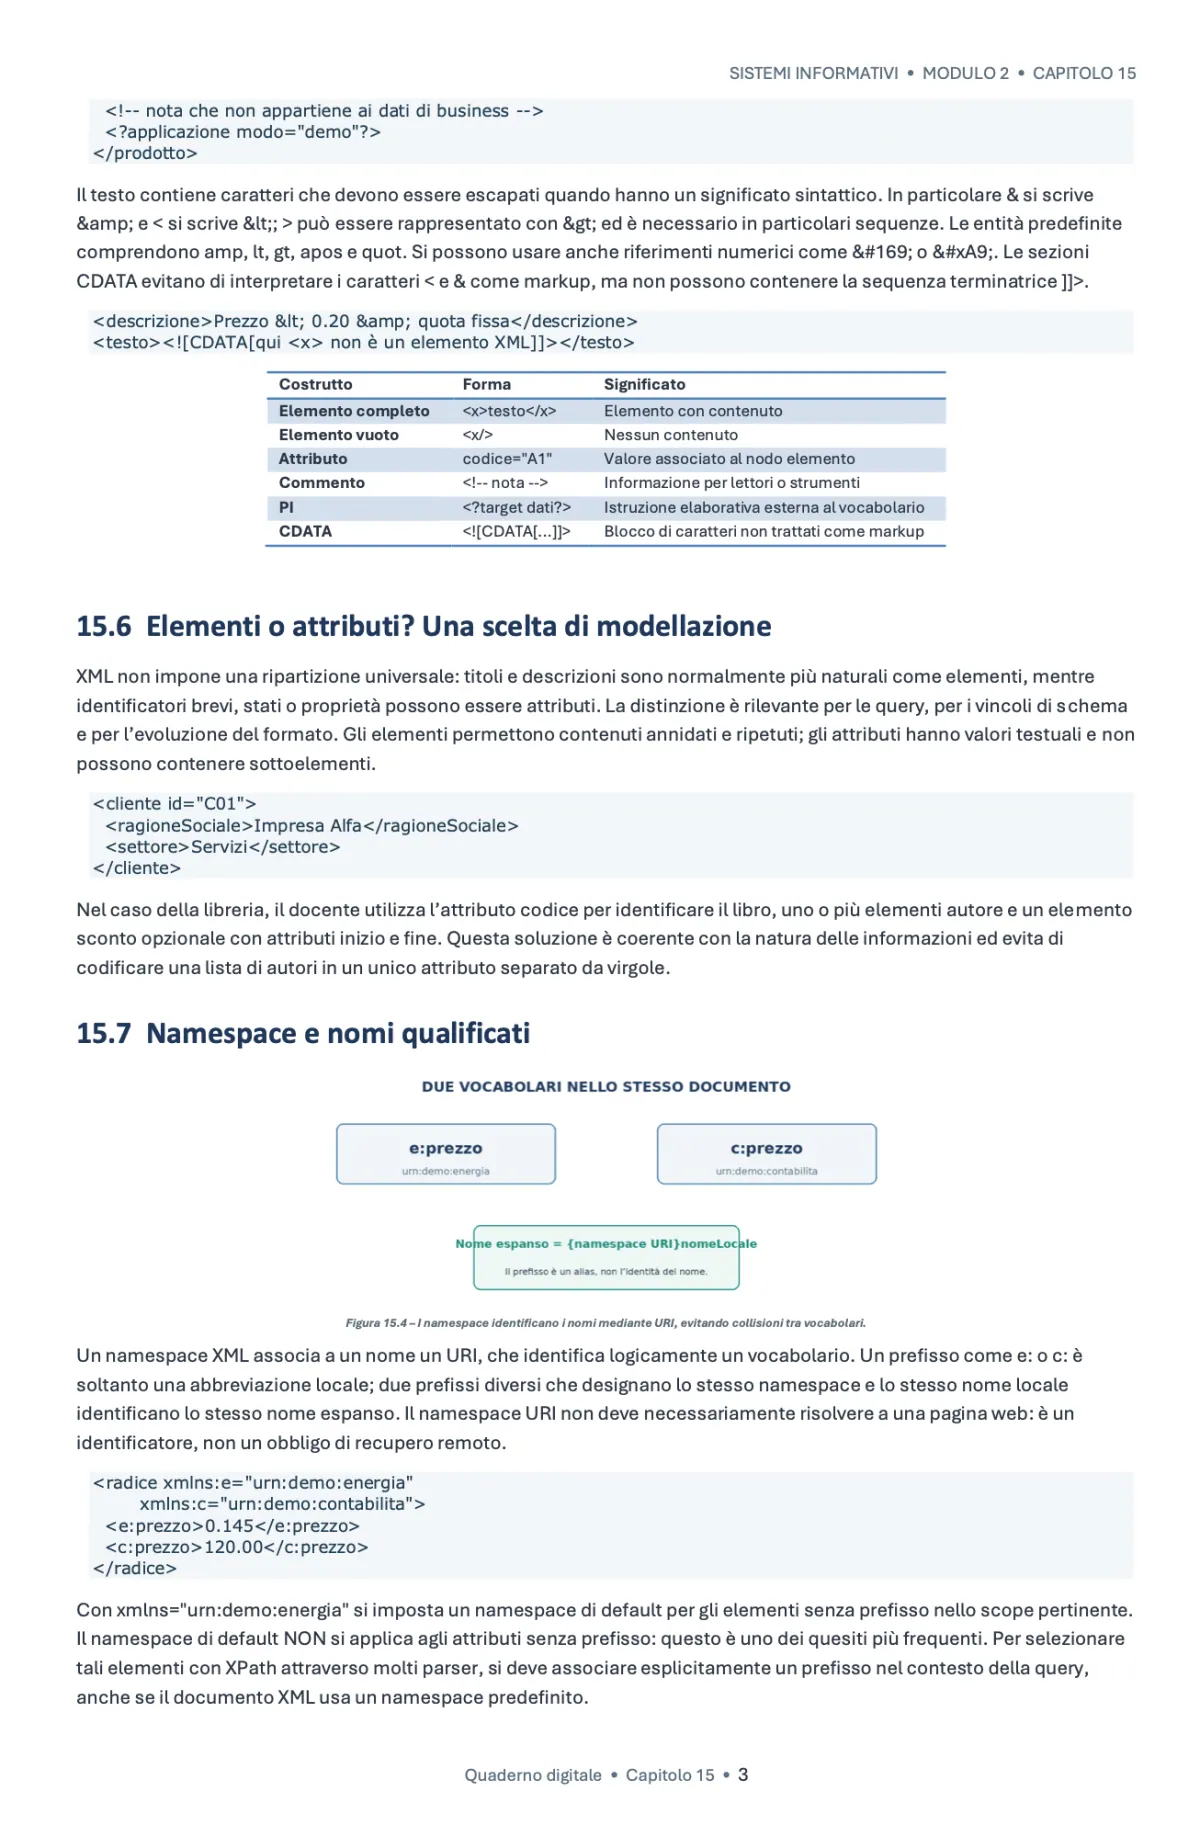 SISTEMI INFORMATIVI • MODULO 2 • CAPITOLO 15
<!-- nota che non appartiene ai dati di business -->
<?applicazione modo="demo"?>
</prodotto>
Il testo contiene caratteri che devono essere escapati quando hanno un significato sintattico. In particolare & si scrive
&amp; e < si scrive &lt;; > può essere rappresentato con &gt; ed è necessario in particolari sequenze. Le entità predefinite
comprendono amp, lt, gt, apos e quot. Si possono usare anche riferimenti numerici come &#169; o &#xA9;. Le sezioni
CDATA evitano di interpretare i caratteri < e & come markup, ma non possono contenere la sequenza terminatrice ]]>.
<descrizione>Prezzo &lt; 0.20 &amp; quota fissa</descrizione>
<testo><![CDATA[qui <x> non è un elemento XML]]></testo>
Costrutto Forma Significato
Elemento completo <x>testo</x> Elemento con contenuto
Elemento vuoto <x/> Nessun contenuto
Attributo codice="A1" Valore associato al nodo elemento
Commento <!-- nota --> Informazione per lettori o strumenti
PI <?target dati?> Istruzione elaborativa esterna al vocabolario
CDATA <![CDATA[...]]> Blocco di caratteri non trattati come markup
15.6 Elementi o attributi? Una scelta di modellazione
XML non impone una ripartizione universale: titoli e descrizioni sono normalmente più naturali come elementi, mentre
identificatori brevi, stati o proprietà possono essere attributi. La distinzione è rilevante per le query, per i vincoli di schema
e per l’evoluzione del formato. Gli elementi permettono contenuti annidati e ripetuti; gli attributi hanno valori testuali e non
possono contenere sottoelementi.
<cliente id="C01">
<ragioneSociale>Impresa Alfa</ragioneSociale>
<settore>Servizi</settore>
</cliente>
Nel caso della libreria, il docente utilizza l’attributo codice per identificare il libro, uno o più elementi autore e un elemento
sconto opzionale con attributi inizio e fine. Questa soluzione è coerente con la natura delle informazioni ed evita di
codificare una lista di autori in un unico attributo separato da virgole.
15.7 Namespace e nomi qualificati
DUE VOCABOLARI NELLO STESSO DOCUMENTO
e:prezzo c:prezzo
urn:demo:energia urn:demo:contabilita
Nome espanso = {namespace URI}nomeLocale
Il prefisso è un alias, non l'identità del nome.
Figura 15.4 – I namespace identificano i nomi mediante URI, evitando collisioni tra vocabolari.
Un namespace XML associa a un nome un URI, che identifica logicamente un vocabolario. Un prefisso come e: o c: è
soltanto una abbreviazione locale; due prefissi diversi che designano lo stesso namespace e lo stesso nome locale
identificano lo stesso nome espanso. Il namespace URI non deve necessariamente risolvere a una pagina web: è un
identificatore, non un obbligo di recupero remoto.
<radice xmlns:e="urn:demo:energia"
xmlns:c="urn:demo:contabilita">
<e:prezzo>0.145</e:prezzo>
<c:prezzo>120.00</c:prezzo>
</radice>
Con xmlns="urn:demo:energia" si imposta un namespace di default per gli elementi senza prefisso nello scope pertinente.
Il namespace di default NON si applica agli attributi senza prefisso: questo è uno dei quesiti più frequenti. Per selezionare
tali elementi con XPath attraverso molti parser, si deve associare esplicitamente un prefisso nel contesto della query,
anche se il documento XML usa un namespace predefinito.
Quaderno digitale • Capitolo 15 • 3